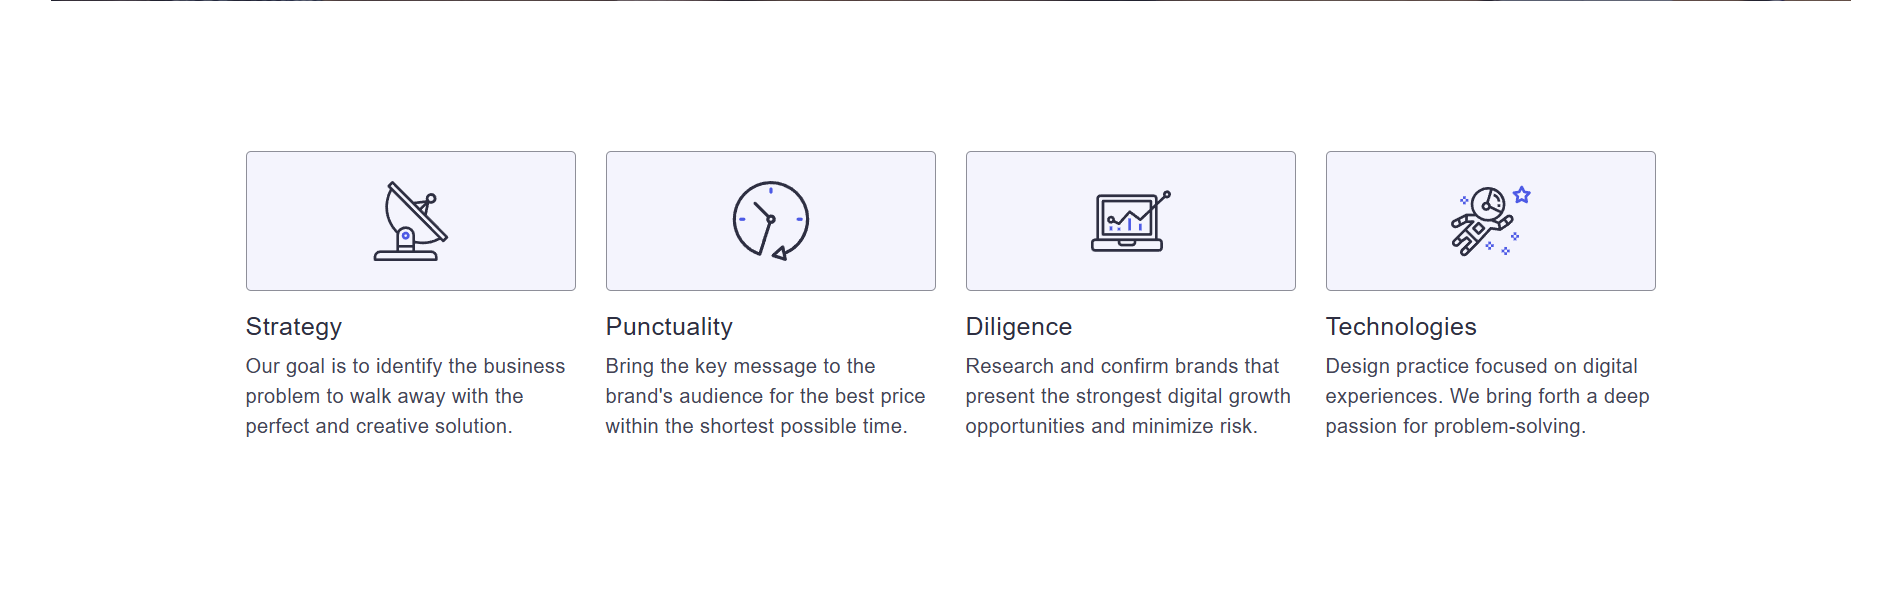 Strategy
Our goal is to identify the business
problem to walk away with the
perfect and creative solution.
Punctuality
Bring the key message to the
brand's audience for the best price
within the shortest possible time.
Diligence
Research and confirm brands that
present the strongest digital growth
opportunities and minimize risk.
Technologies
Design practice focused on digital
experiences. We bring forth a deep
passion for problem-solving.